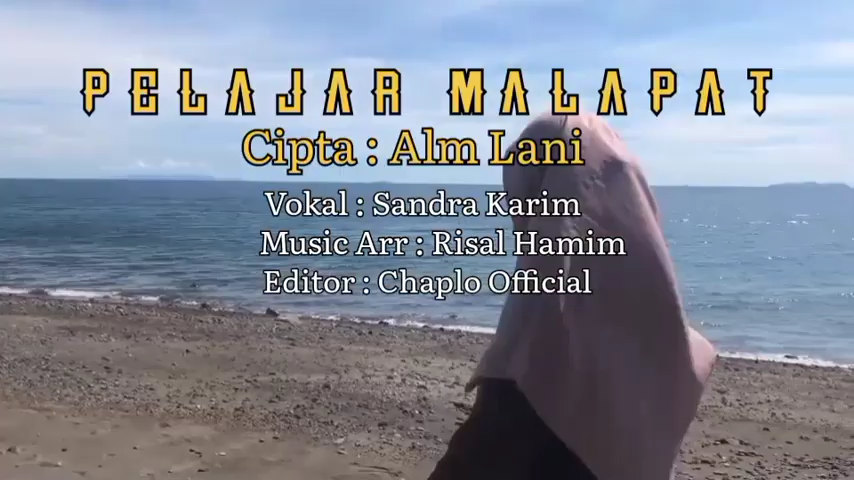 PELAJAR MALAPAT
Cipta : Alm Lani
Vokal : Sandra Karim
Music Arr : Risal Hamim
Editor : Chaplo Official